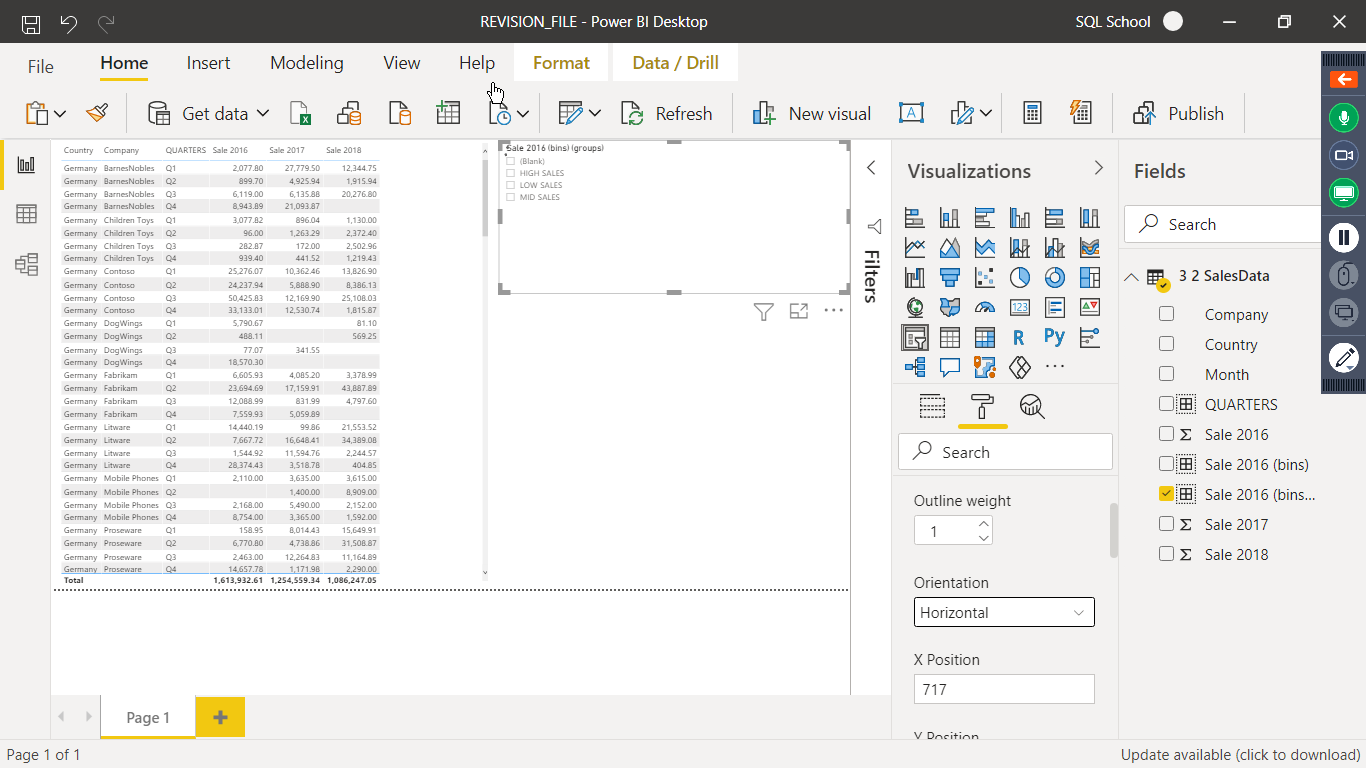 REVISION_FILE - Power BI Desktop
SQL School
File
Home
Insert
Modeling
View
Help
Format
Data / Drill
Get data
Refresh
New visual
Publish
Country Company QUARTERS Sale 2016 Sale 2017 Sale 2018
Germany BarnesNobles Q1 2,077.80 27,779.50 12,344.75
Germany BarnesNobles Q2 899.70 4,925.94 1,915.94
Germany BarnesNobles Q3 6,119.00 6,135.88 20,276.80
Germany BarnesNobles Q4 8,943.89 21,093.87
Germany Children Toys Q1 3,077.82 896.04 1,130.00
Germany Children Toys Q2 96.00 1,263.29 2,372.40
Germany Children Toys Q3 282.87 172.00 2,502.96
Germany Children Toys Q4 939.40 441.52 1,219.43
Germany Contoso Q1 25,276.07 10,362.46 13,826.90
Germany Contoso Q2 24,237.94 6,888.90 8,386.13
Germany Contoso Q3 50,425.83 12,169.90 25,108.03
Germany Contoso Q4 33,133.01 12,530.74 1,815.87
Germany DogWings Q1 5,790.67 81.10
Germany DogWings Q2 488.11 569.25
Germany DogWings Q3 77.07 341.55
Germany DogWings Q4 18,570.30
Germany Fabrikam Q1 6,605.93 4,085.20 3,378.99
Germany Fabrikam Q2 23,694.69 17,159.91 43,887.89
Germany Fabrikam Q3 12,088.99 831.99 4,797.60
Germany Fabrikam Q4 7,559.93 5,059.89
Germany Litware Q1 14,440.19 99.86 21,553.52
Germany Litware Q2 7,667.72 16,648.41 34,389.08
Germany Litware Q3 1,544.92 11,594.76 2,244.57
Germany Litware Q4 28,374.43 3,518.78 404.85
Germany Mobile Phones Q1 2,110.00 3,635.00 3,615.00
Germany Mobile Phones Q2 1,400.00 8,909.00
Germany Mobile Phones Q3 2,168.00 5,490.00 2,152.00
Germany Mobile Phones Q4 8,754.00 3,365.00 1,592.00
Germany Proseware Q1 158.95 8,014.43 15,649.91
Germany Proseware Q2 6,770.80 4,738.86 31,508.87
Germany Proseware Q3 2,463.00 12,264.83 11,164.89
Germany Proseware Q4 14,657.78 1,171.98 2,290.00
Total 1,613,932.61 1,254,559.34 1,086,247.05
Sale 2016 (bins) (groups)
(Blank)
HIGH SALES
LOW SALES
MID SALES
Filters
Visualizations
123
R
Py
Search
Outline weight
1
Orientation
Horizontal
X Position
717
Y Position
Fields
Search
3 2 SalesData
Company
Country
Month
QUARTERS
Sale 2016
Sale 2016 (bins)
Sale 2016 (bins...
Sale 2017
Sale 2018
Page 1
Page 1 of 1
Update available (click to download)